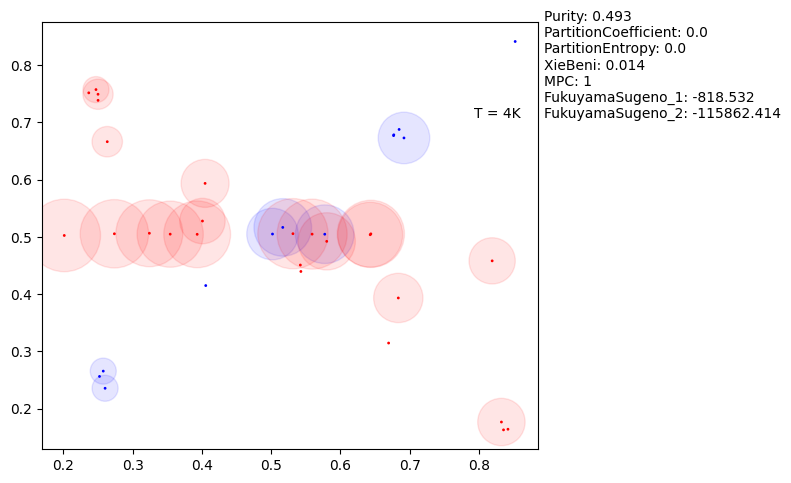 Purity: 0.493
PartitionCoefficient: 0.0
PartitionEntropy: 0.0
XieBeni: 0.014
MPC: 1
FukuyamaSugeno_1: -818.532
FukuyamaSugeno_2: -115862.414
T = 4K
0.8
0.7
0.6
0.5
0.4
0.3
0.2
0.2 0.3 0.4 0.5 0.6 0.7 0.8